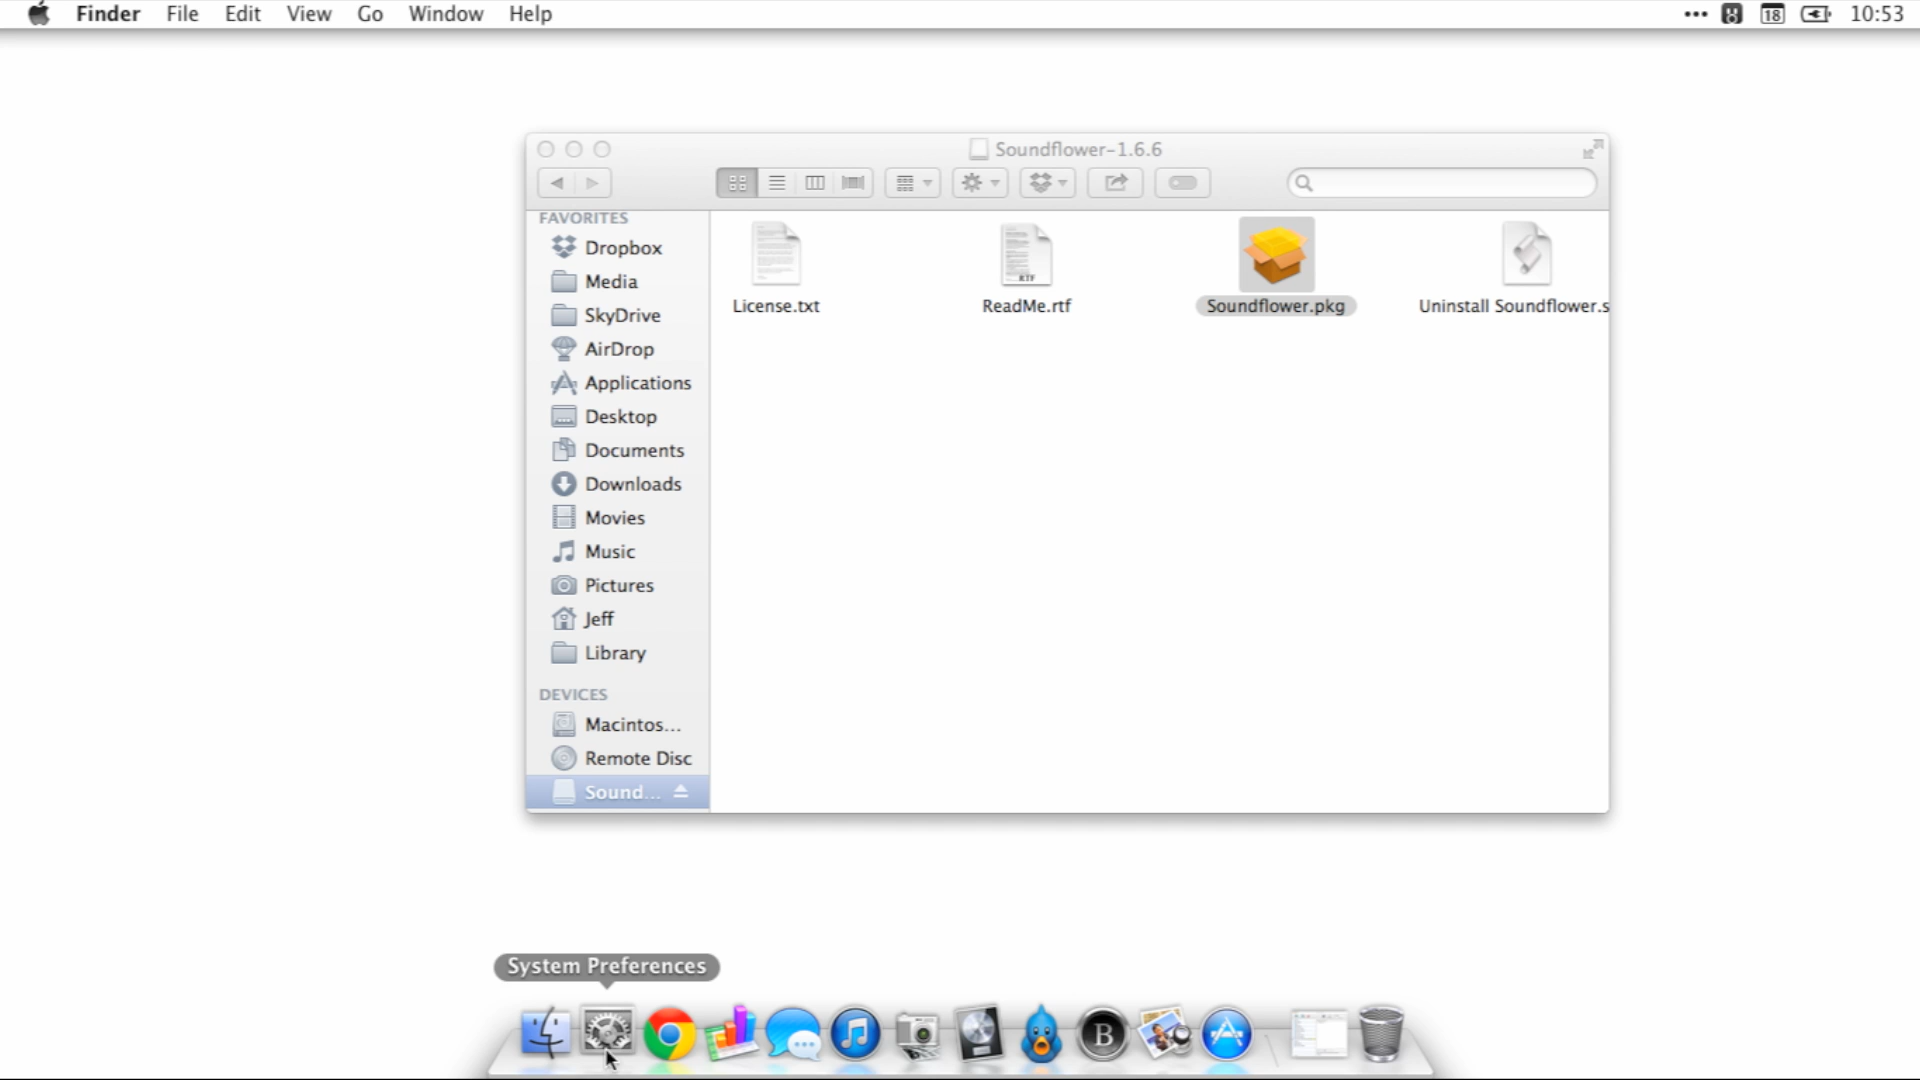 Finder File Edit View Go Window Help ••• 18 10:53
Soundflower-1.6.6
FAVORITES
Dropbox
Media
SkyDrive
AirDrop
Applications
Desktop
Documents
Downloads
Movies
Music
Pictures
Jeff
Library
DEVICES
Macintos...
Remote Disc
Sound...
RTF
License.txt ReadMe.rtf Soundflower.pkg Uninstall Soundflower.s
System Preferences
B